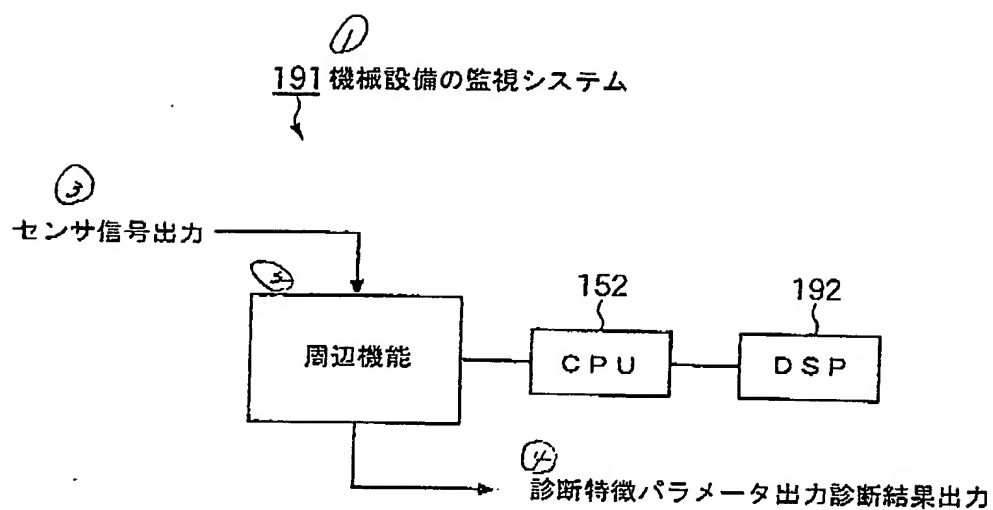 ①
191 機械設備の監視システム
③
センサ信号出力
周辺機能
152
CPU
192
DSP
④
診断特徴パラメータ出力診断結果出力